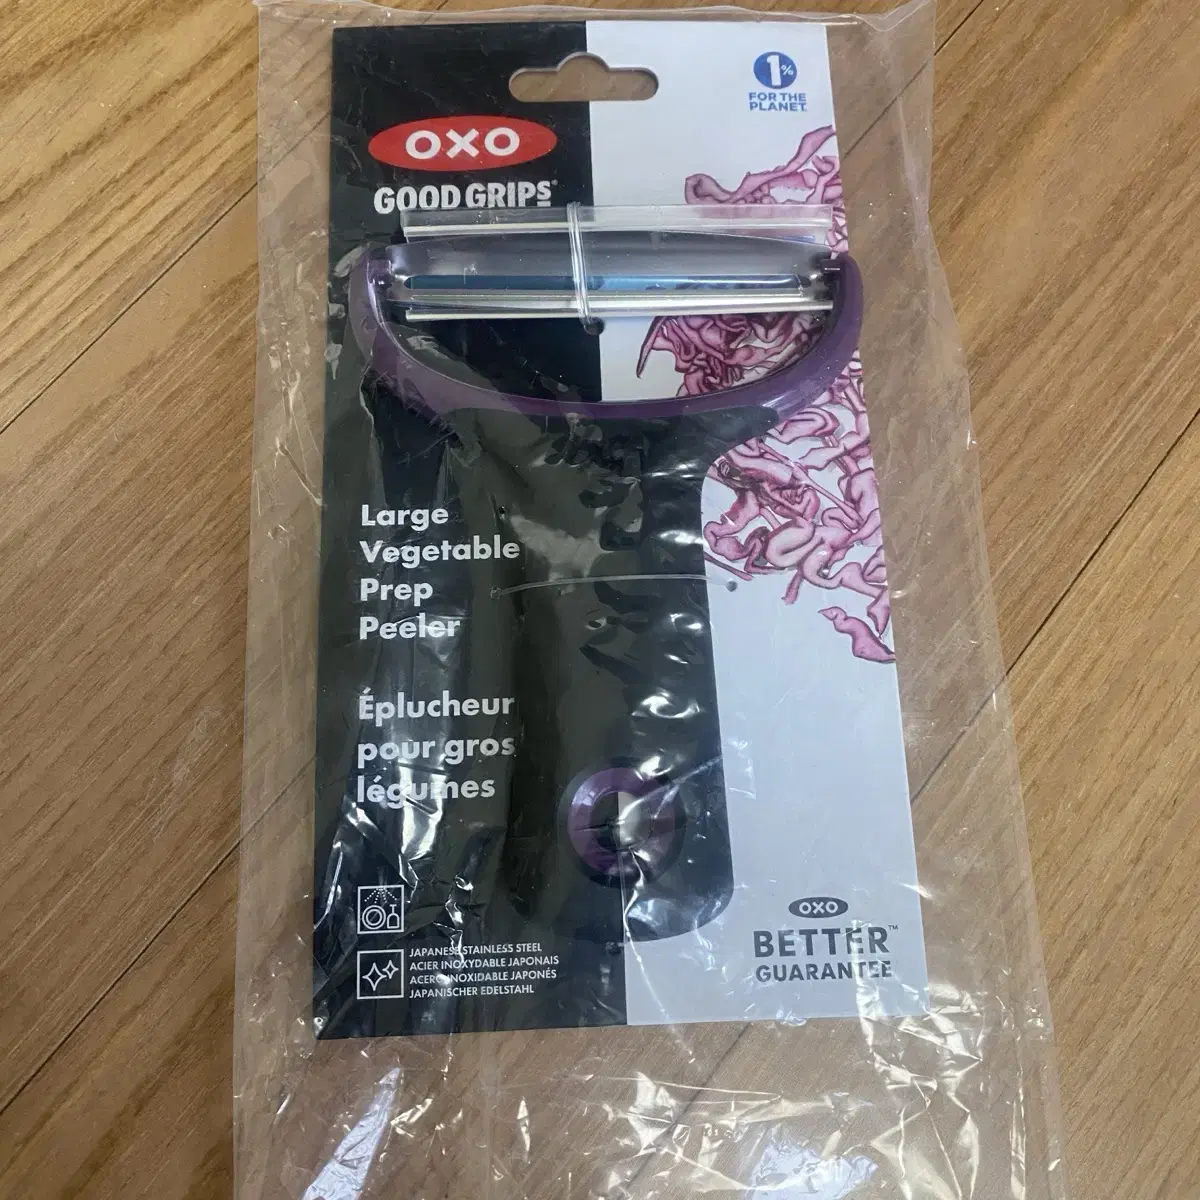 1%
FOR THE
PLANET
OXO
GOOD GRIPS®
Large
Vegetable
Prep
Peeler
Éplucheur
pour gros
légumes
JAPANESE STAINLESS STEEL
ACIER INOXYDABLE JAPONAIS
ACERO INOXIDABLE JAPONÉS
JAPANISCHER EDELSTAHL
OXO
BETTER™
GUARANTEE